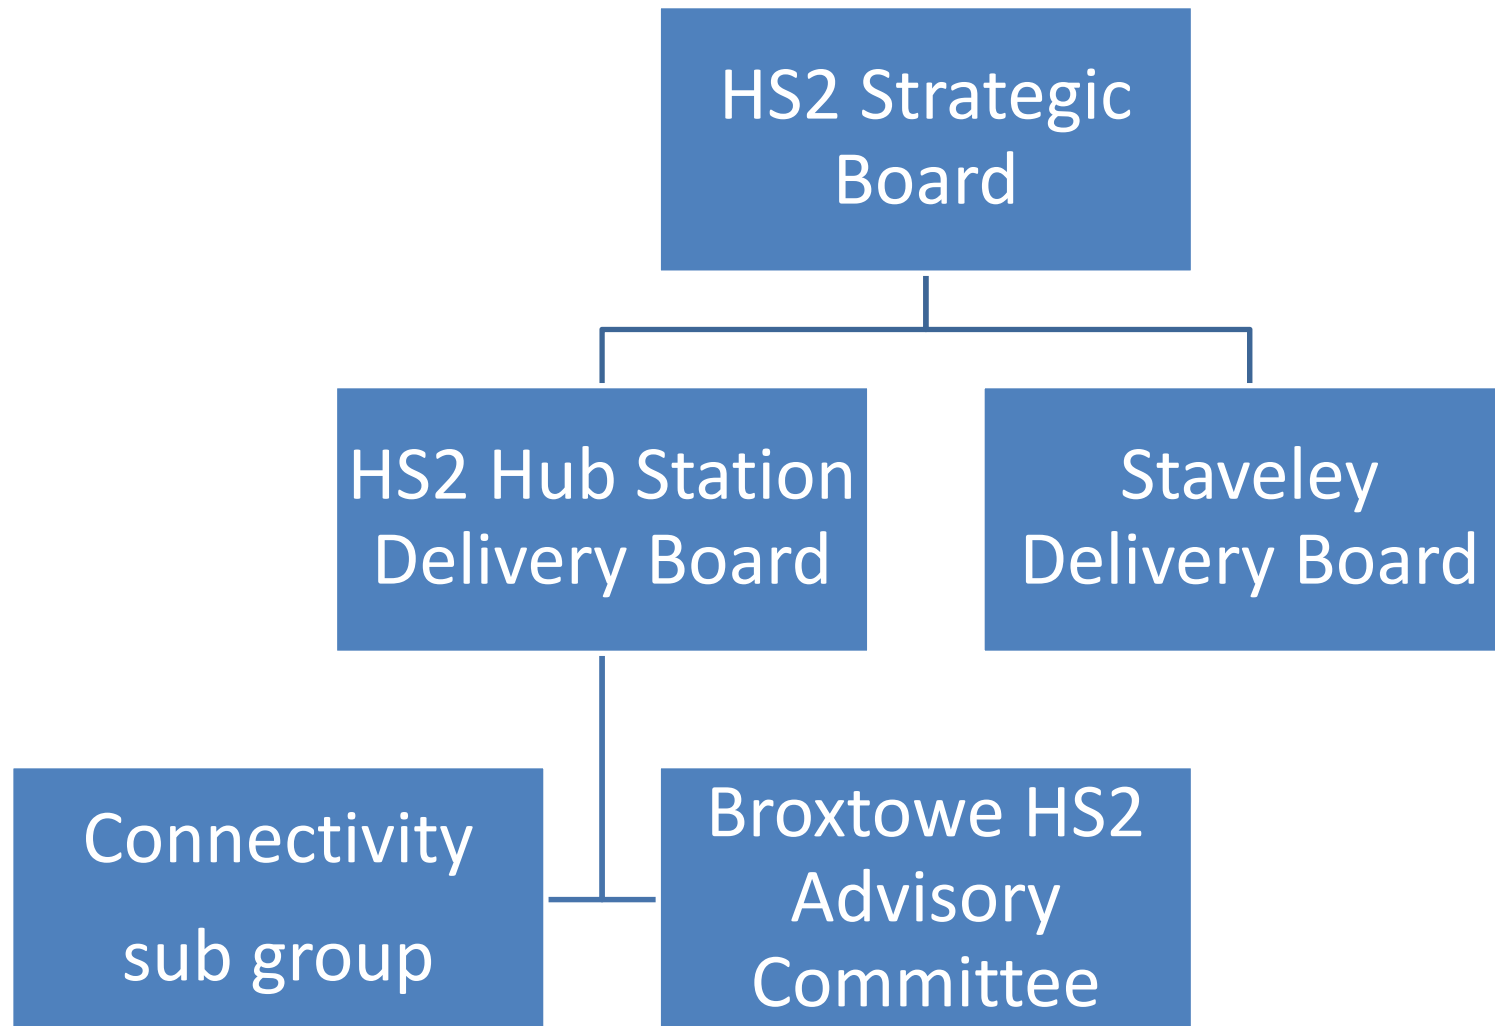 HS2 Strategic
Board
HS2 Hub Station
Delivery Board
Staveley
Delivery Board
Connectivity
sub group
Broxtowe HS2
Advisory
Committee